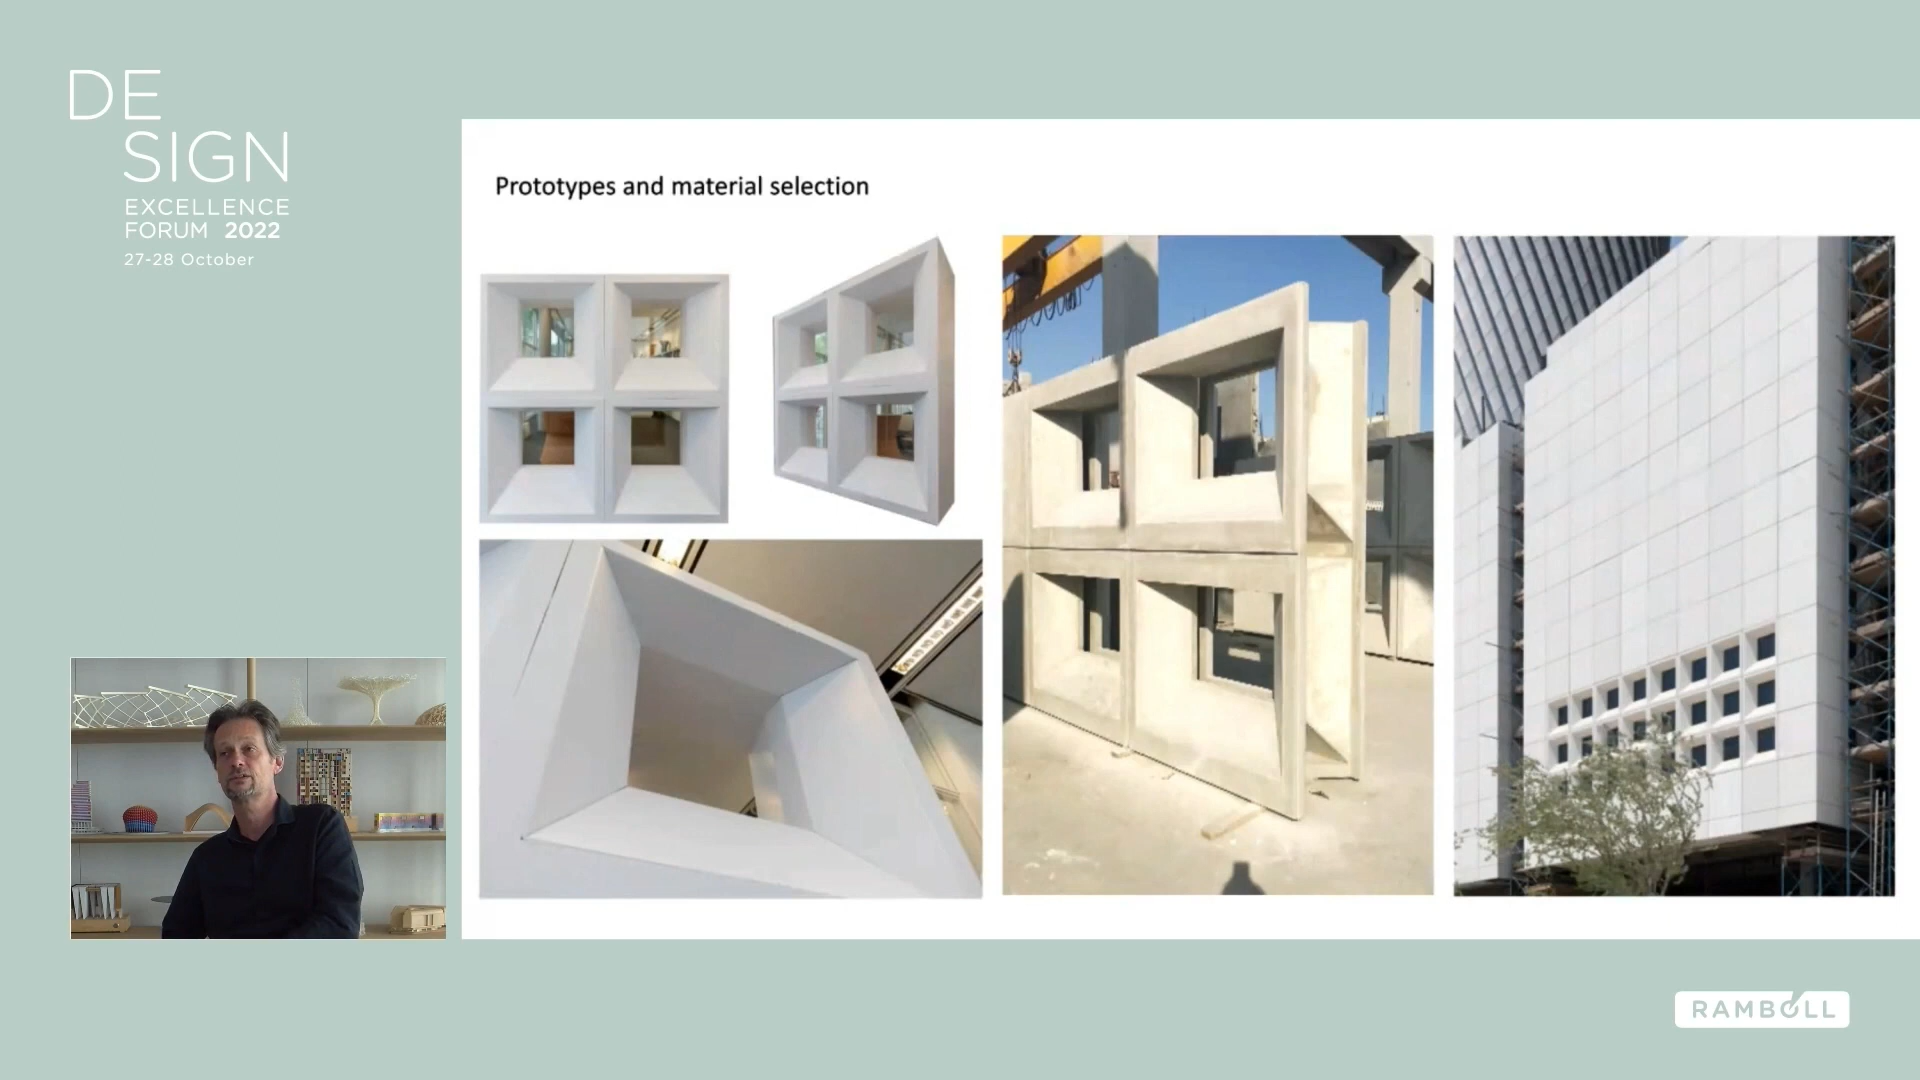 DE
SIGN
EXCELLENCE
FORUM 2022
27-28 October
Prototypes and material selection
RAMBOLL